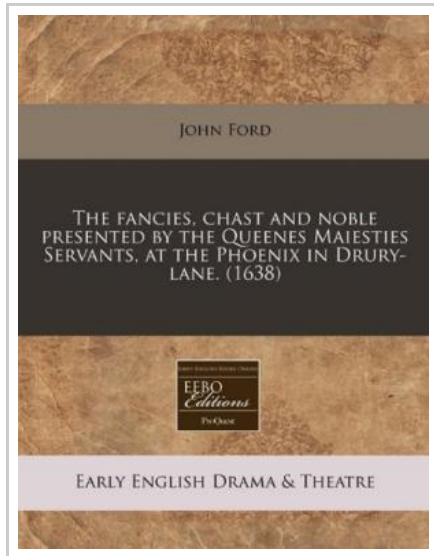 John Ford
The fancies, chast and noble
presented by the Queenes Maiesties
Servants, at the Phoenix in Drury-
lane. (1638)
EEBO
Editions
ProQuest
Early English Drama & Theatre